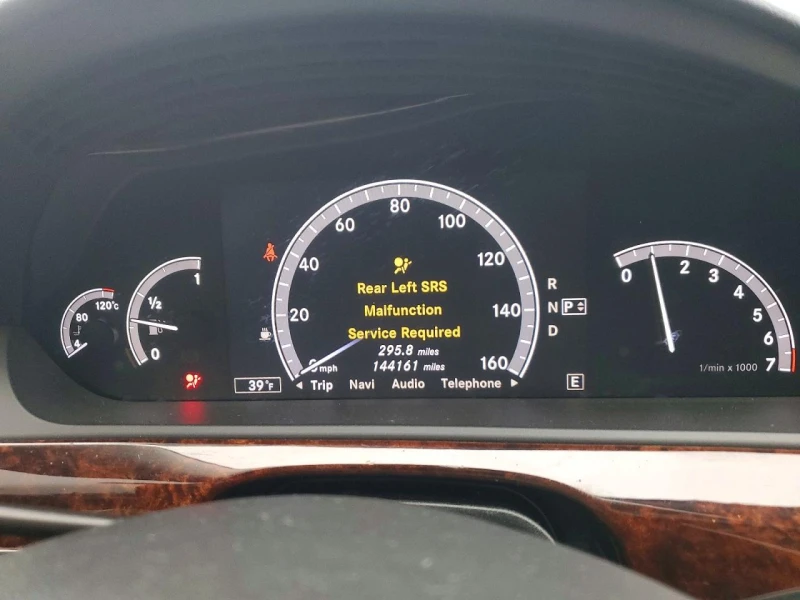 120°C
80
4
1
1/2
0
39°F
0 mph
20
40
60
80
100
120
140
160
Rear Left SRS
Malfunction
Service Required
295.8 miles
144161 miles
Trip Navi Audio Telephone
R
N P
D
E
0 2 3 4 5 6 7
1/min x 1000